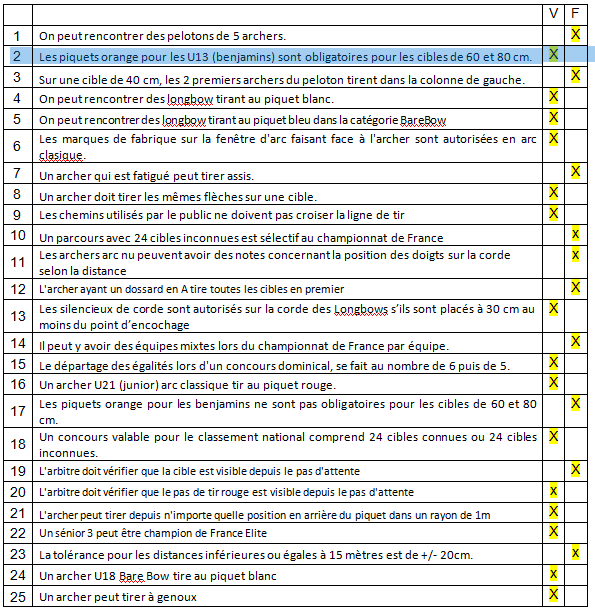 V F
1 On peut rencontrer des pelotons de 5 archers. X
2 Les piquets orange pour les U13 (benjamins) sont obligatoires pour les cibles de 60 et 80 cm. X
3 Sur une cible de 40 cm, les 2 premiers archers du peloton tirent dans la colonne de gauche. X
4 On peut rencontrer des longbow tirant au piquet blanc. X
5 On peut rencontrer des longbow tirant au piquet bleu dans la catégorie BareBow X
6 Les marques de fabrique sur la fenêtre d'arc faisant face à l'archer sont autorisées en arc X
clasique.
7 Un archer qui est fatigué peut tirer assis. X
8 Un archer doit tirer les mêmes flèches sur une cible. X
9 Les chemins utilisés par le public ne doivent pas croiser la ligne de tir X
10 Un parcours avec 24 cibles inconnues est sélectif au championnat de France x
11 Les archers arc nu peuvent avoir des notes concernant la position des doigts sur la corde x
selon la distance
12 L'archer ayant un dossard en A tire toutes les cibles en premier X
13 Les silencieux de corde sont autorisés sur la corde des Longbows s'ils sont placés à 30 cm au X
moins du point d'encochage
14 Il peut y avoir des équipes mixtes lors du championnat de France par équipe. X
15 Le départage des égalités lors d'un concours dominical, se fait au nombre de 6 puis de 5. X
16 Un archer U21 (junior) arc classique tir au piquet rouge. X
17 Les piquets orange pour les benjamins ne sont pas obligatoires pour les cibles de 60 et 80 X
cm.
18 Un concours valable pour le classement national comprend 24 cibles connues ou 24 cibles X
inconnues.
19 L'arbitre doit vérifier que la cible est visible depuis le pas d'attente X
20 L'arbitre doit vérifier que le pas de tir rouge est visible depuis le pas d'attente x
21 L'archer peut tirer depuis n'importe quelle position en arrière du piquet dans un rayon de 1m X
22 Un sénior 3 peut être champion de France Elite X
23 La tolérance pour les distances inférieures ou égales à 15 mètres est de +/- 20cm. x
24 Un archer U18 Bare Bow tire au piquet blanc x
25 Un archer peut tirer à genoux X